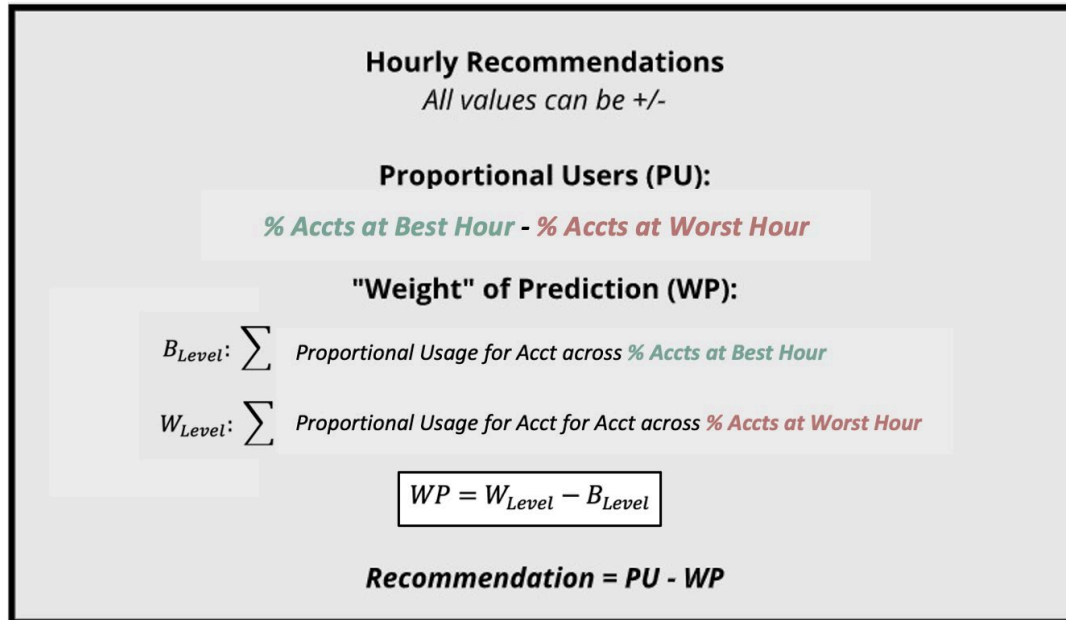 Hourly Recommendations
All values can be +/-
Proportional Users (PU):
% Accts at Best Hour - % Accts at Worst Hour
"Weight" of Prediction (WP):
B_Level: ∑ Proportional Usage for Acct across % Accts at Best Hour
W_Level: ∑ Proportional Usage for Acct for Acct across % Accts at Worst Hour
WP = W_Level − B_Level
Recommendation = PU - WP